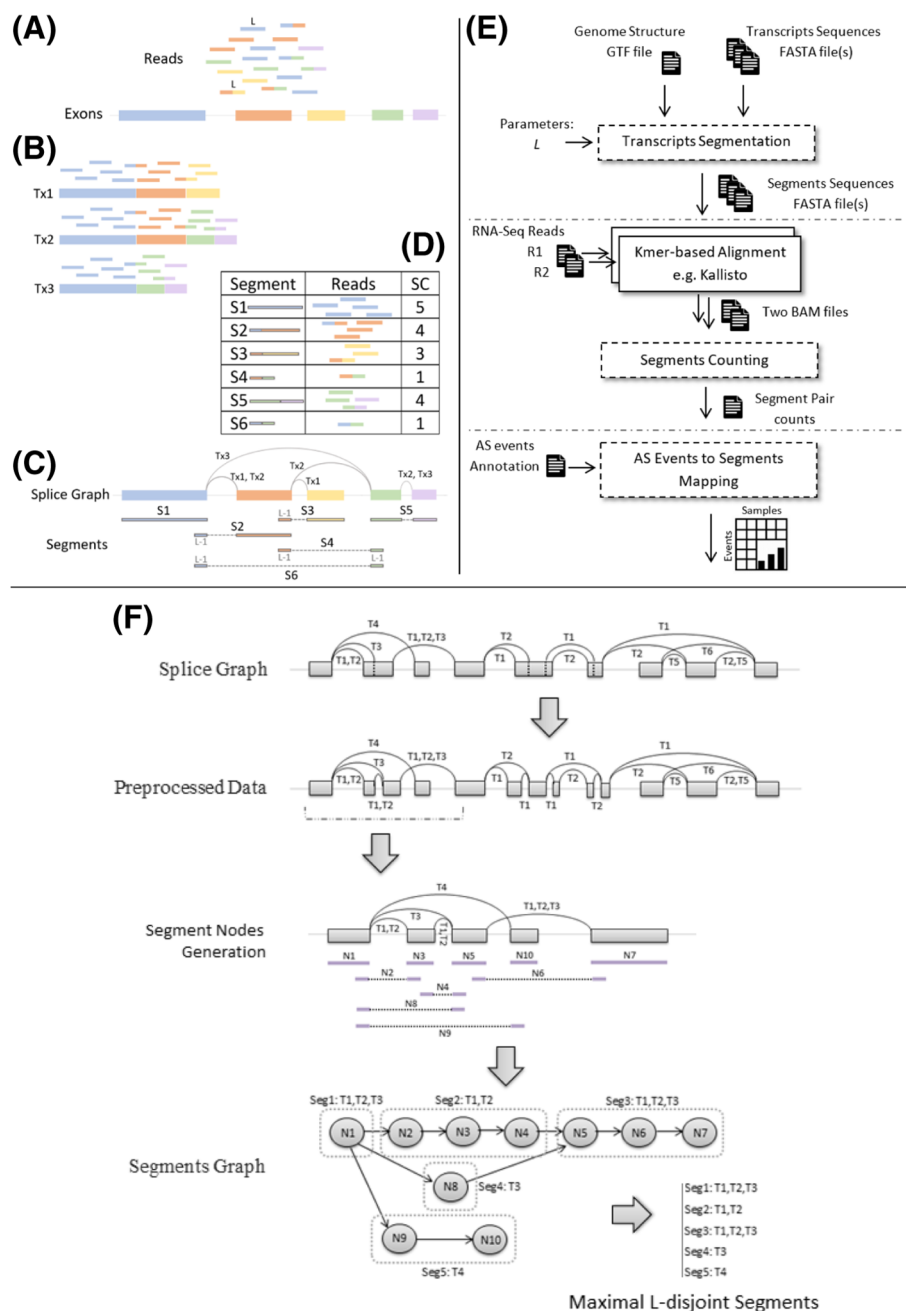 (A)
L
Reads
L
Exons
(B)
Tx1
Tx2
Tx3
(D)
Segment Reads SC
S1 5
S2 4
S3 3
S4 1
S5 4
S6 1
(C)
Tx3
Tx1, Tx2
Tx2
Tx1
Tx2, Tx3
Splice Graph
S1
L-1
S3
S5
L-1
S2
Segments
S4
L-1
L-1
L-1
L-1
S6
(E)
Genome Structure
GTF file
Transcripts Sequences
FASTA file(s)
Parameters:
L
Transcripts Segmentation
Segments Sequences
FASTA file(s)
RNA-Seq Reads
R1
R2
Kmer-based Alignment
e.g. Kallisto
Two BAM files
Segments Counting
Segment Pair
counts
AS events
Annotation
AS Events to Segments
Mapping
Samples
Events
(F)
Splice Graph
T4
T3
T1,T2
T1,T2,T3
T2
T1
T1
T2
T1
T2
T5
T6
T2,T5
Preprocessed Data
T4
T3
T1,T2
T1,T2
T1,T2,T3
T2
T1
T1
T1
T1
T2
T2
T1
T2
T5
T6
T2,T5
Segment Nodes
Generation
T4
T3
T1,T2
T1,T2
T1,T2,T3
N1
N3
N5
N10
N7
N2
N6
N4
N8
N9
Segments Graph
Seg1: T1,T2,T3
Seg2: T1,T2
Seg3: T1,T2,T3
N1
N2
N3
N4
N5
N6
N7
N8
Seg4: T3
N9
N10
Seg5: T4
Seg1: T1,T2,T3
Seg2: T1,T2
Seg3: T1,T2,T3
Seg4: T3
Seg5: T4
Maximal L-disjoint Segments